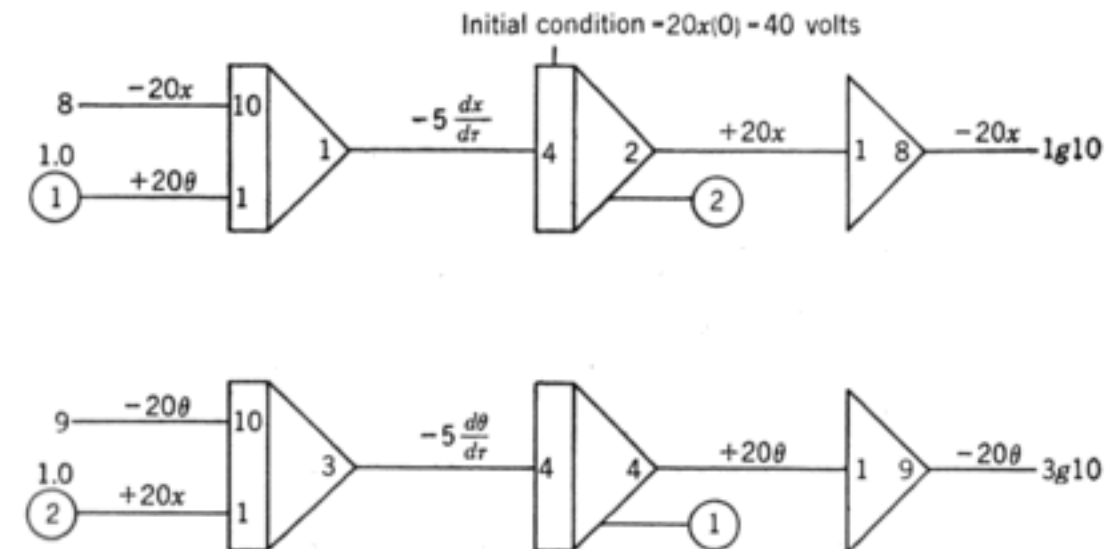 Initial condition -20x(0) - 40 volts
8 -20x 10 1 -5 dx/dτ 4 2 +20x 1 8 -20x 1g10
1.0
1 +20θ 1 2
9 -20θ 10 3 -5 dθ/dτ 4 4 +20θ 1 9 -20θ 3g10
1.0
2 +20x 1 1